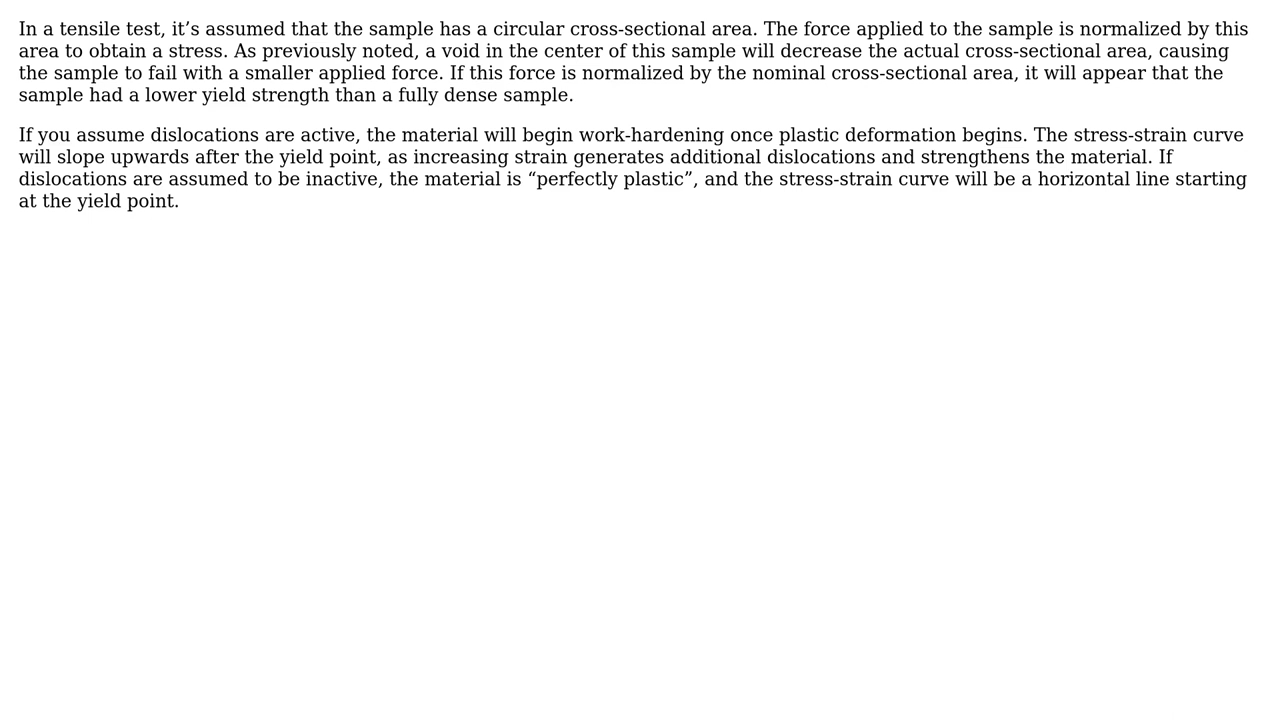 In a tensile test, it’s assumed that the sample has a circular cross-sectional area. The force applied to the sample is normalized by this
area to obtain a stress. As previously noted, a void in the center of this sample will decrease the actual cross-sectional area, causing
the sample to fail with a smaller applied force. If this force is normalized by the nominal cross-sectional area, it will appear that the
sample had a lower yield strength than a fully dense sample.
If you assume dislocations are active, the material will begin work-hardening once plastic deformation begins. The stress-strain curve
will slope upwards after the yield point, as increasing strain generates additional dislocations and strengthens the material. If
dislocations are assumed to be inactive, the material is “perfectly plastic”, and the stress-strain curve will be a horizontal line starting
at the yield point.